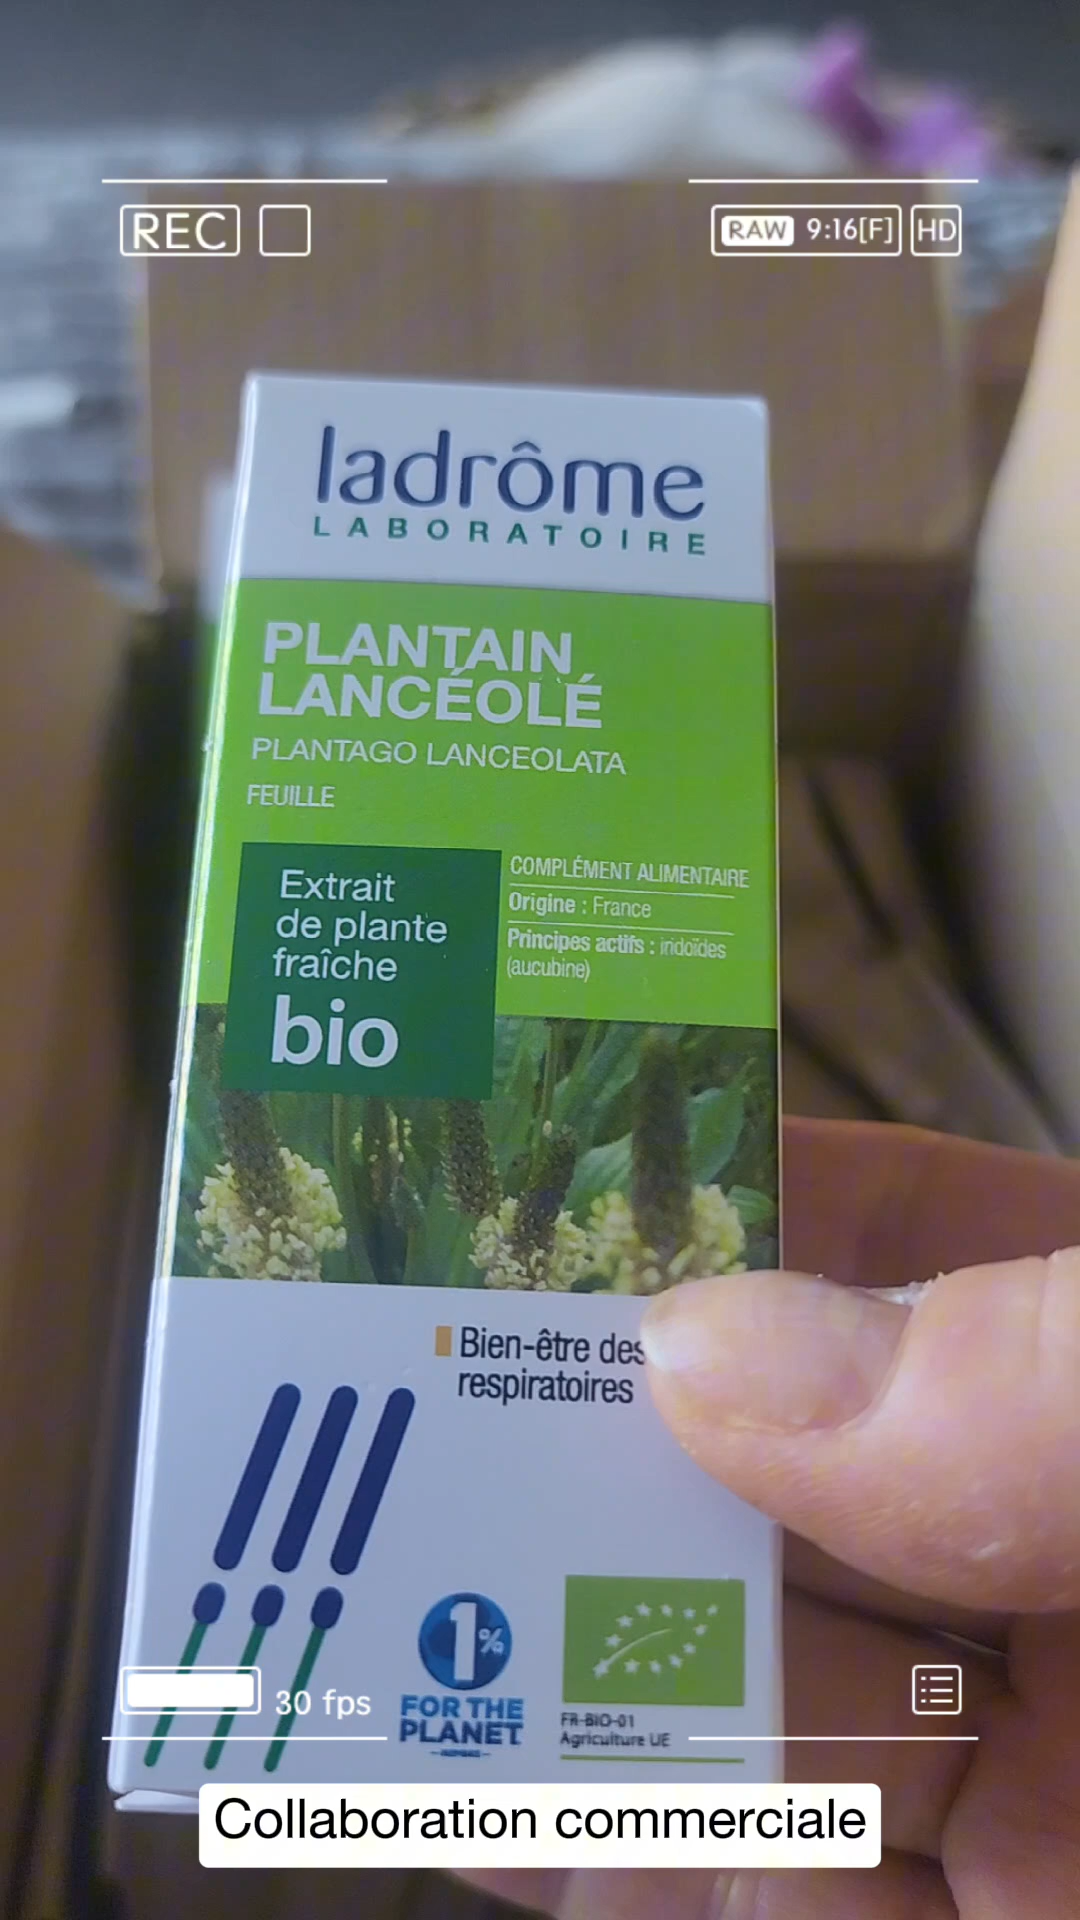 REC
RAW 9:16[F] HD
ladrôme
LABORATOIRE
PLANTAIN
LANCÉOLÉ
PLANTAGO LANCEOLATA
FEUILLE
Extrait
de plante
fraîche
bio
COMPLÉMENT ALIMENTAIRE
Origine : France
Principes actifs : iridoïdes
(aucubine)
Bien-être des
respiratoires
1%
FOR THE
PLANET
FR-BIO-01
Agriculture UE
30 fps
Collaboration commerciale